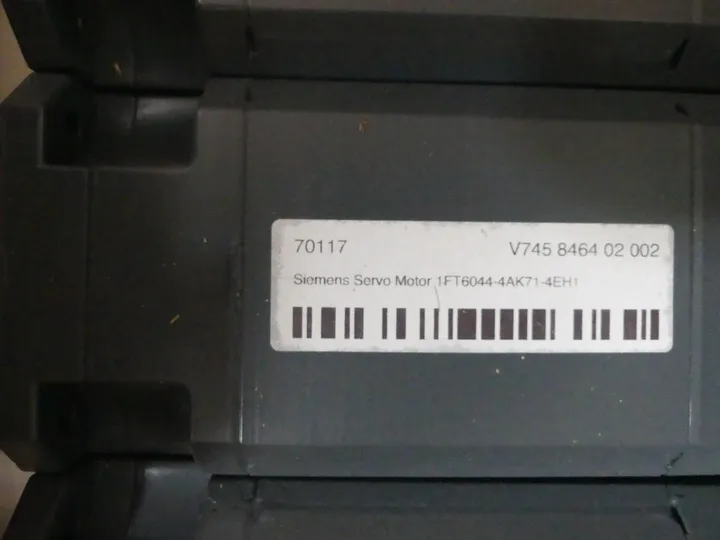 70117 V745 8464 02 002
Siemens Servo Motor 1FT6044-4AK71-4EH1